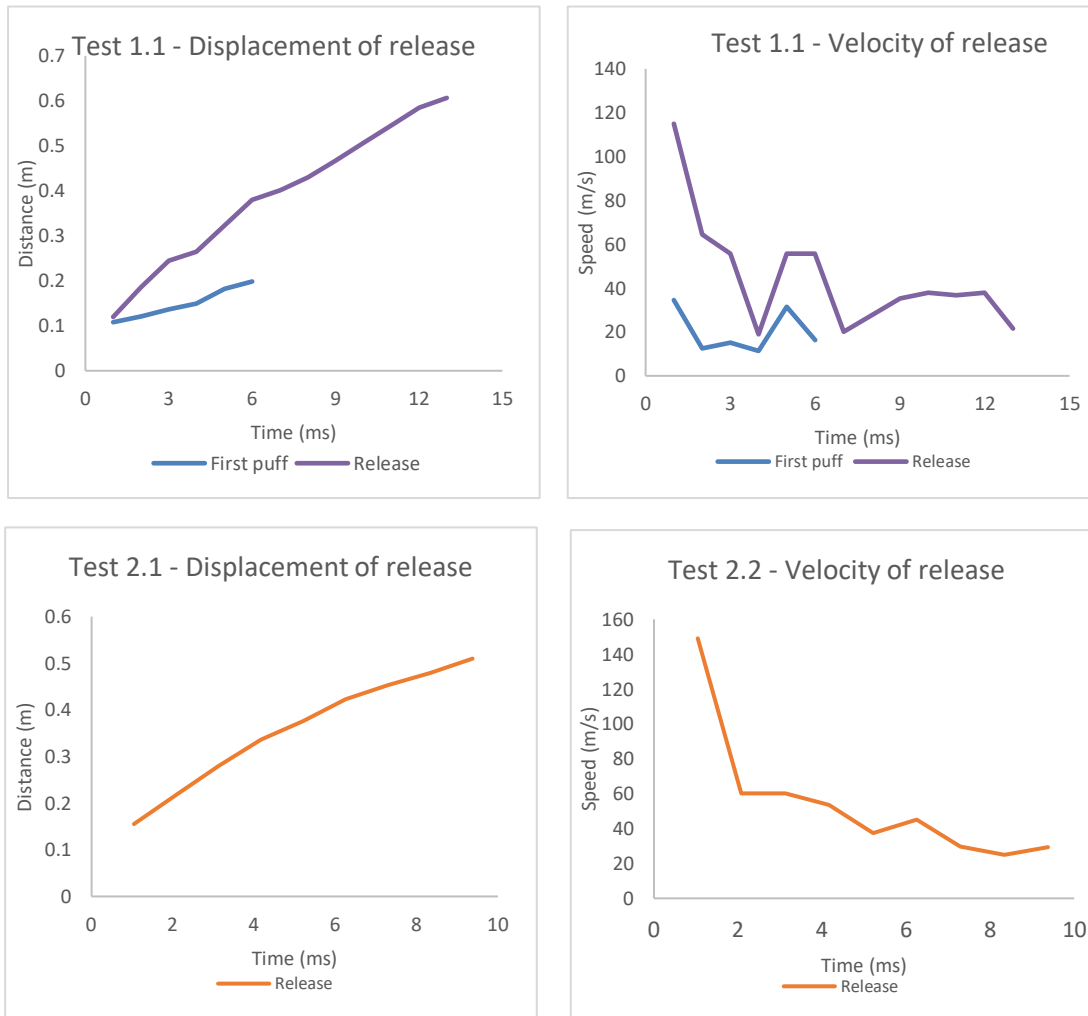 Test 1.1 - Displacement of release
0.7
0.6
0.5
0.4
0.3
0.2
0.1
0
Distance (m)
0 3 6 9 12 15
Time (ms)
First puff Release
Test 1.1 - Velocity of release
140
120
100
80
60
40
20
0
Speed (m/s)
0 3 6 9 12 15
Time (ms)
First puff Release
Test 2.1 - Displacement of release
0.6
0.5
0.4
0.3
0.2
0.1
0
Distance (m)
0 2 4 6 8 10
Time (ms)
Release
Test 2.2 - Velocity of release
160
140
120
100
80
60
40
20
0
Speed (m/s)
0 2 4 6 8 10
Time (ms)
Release